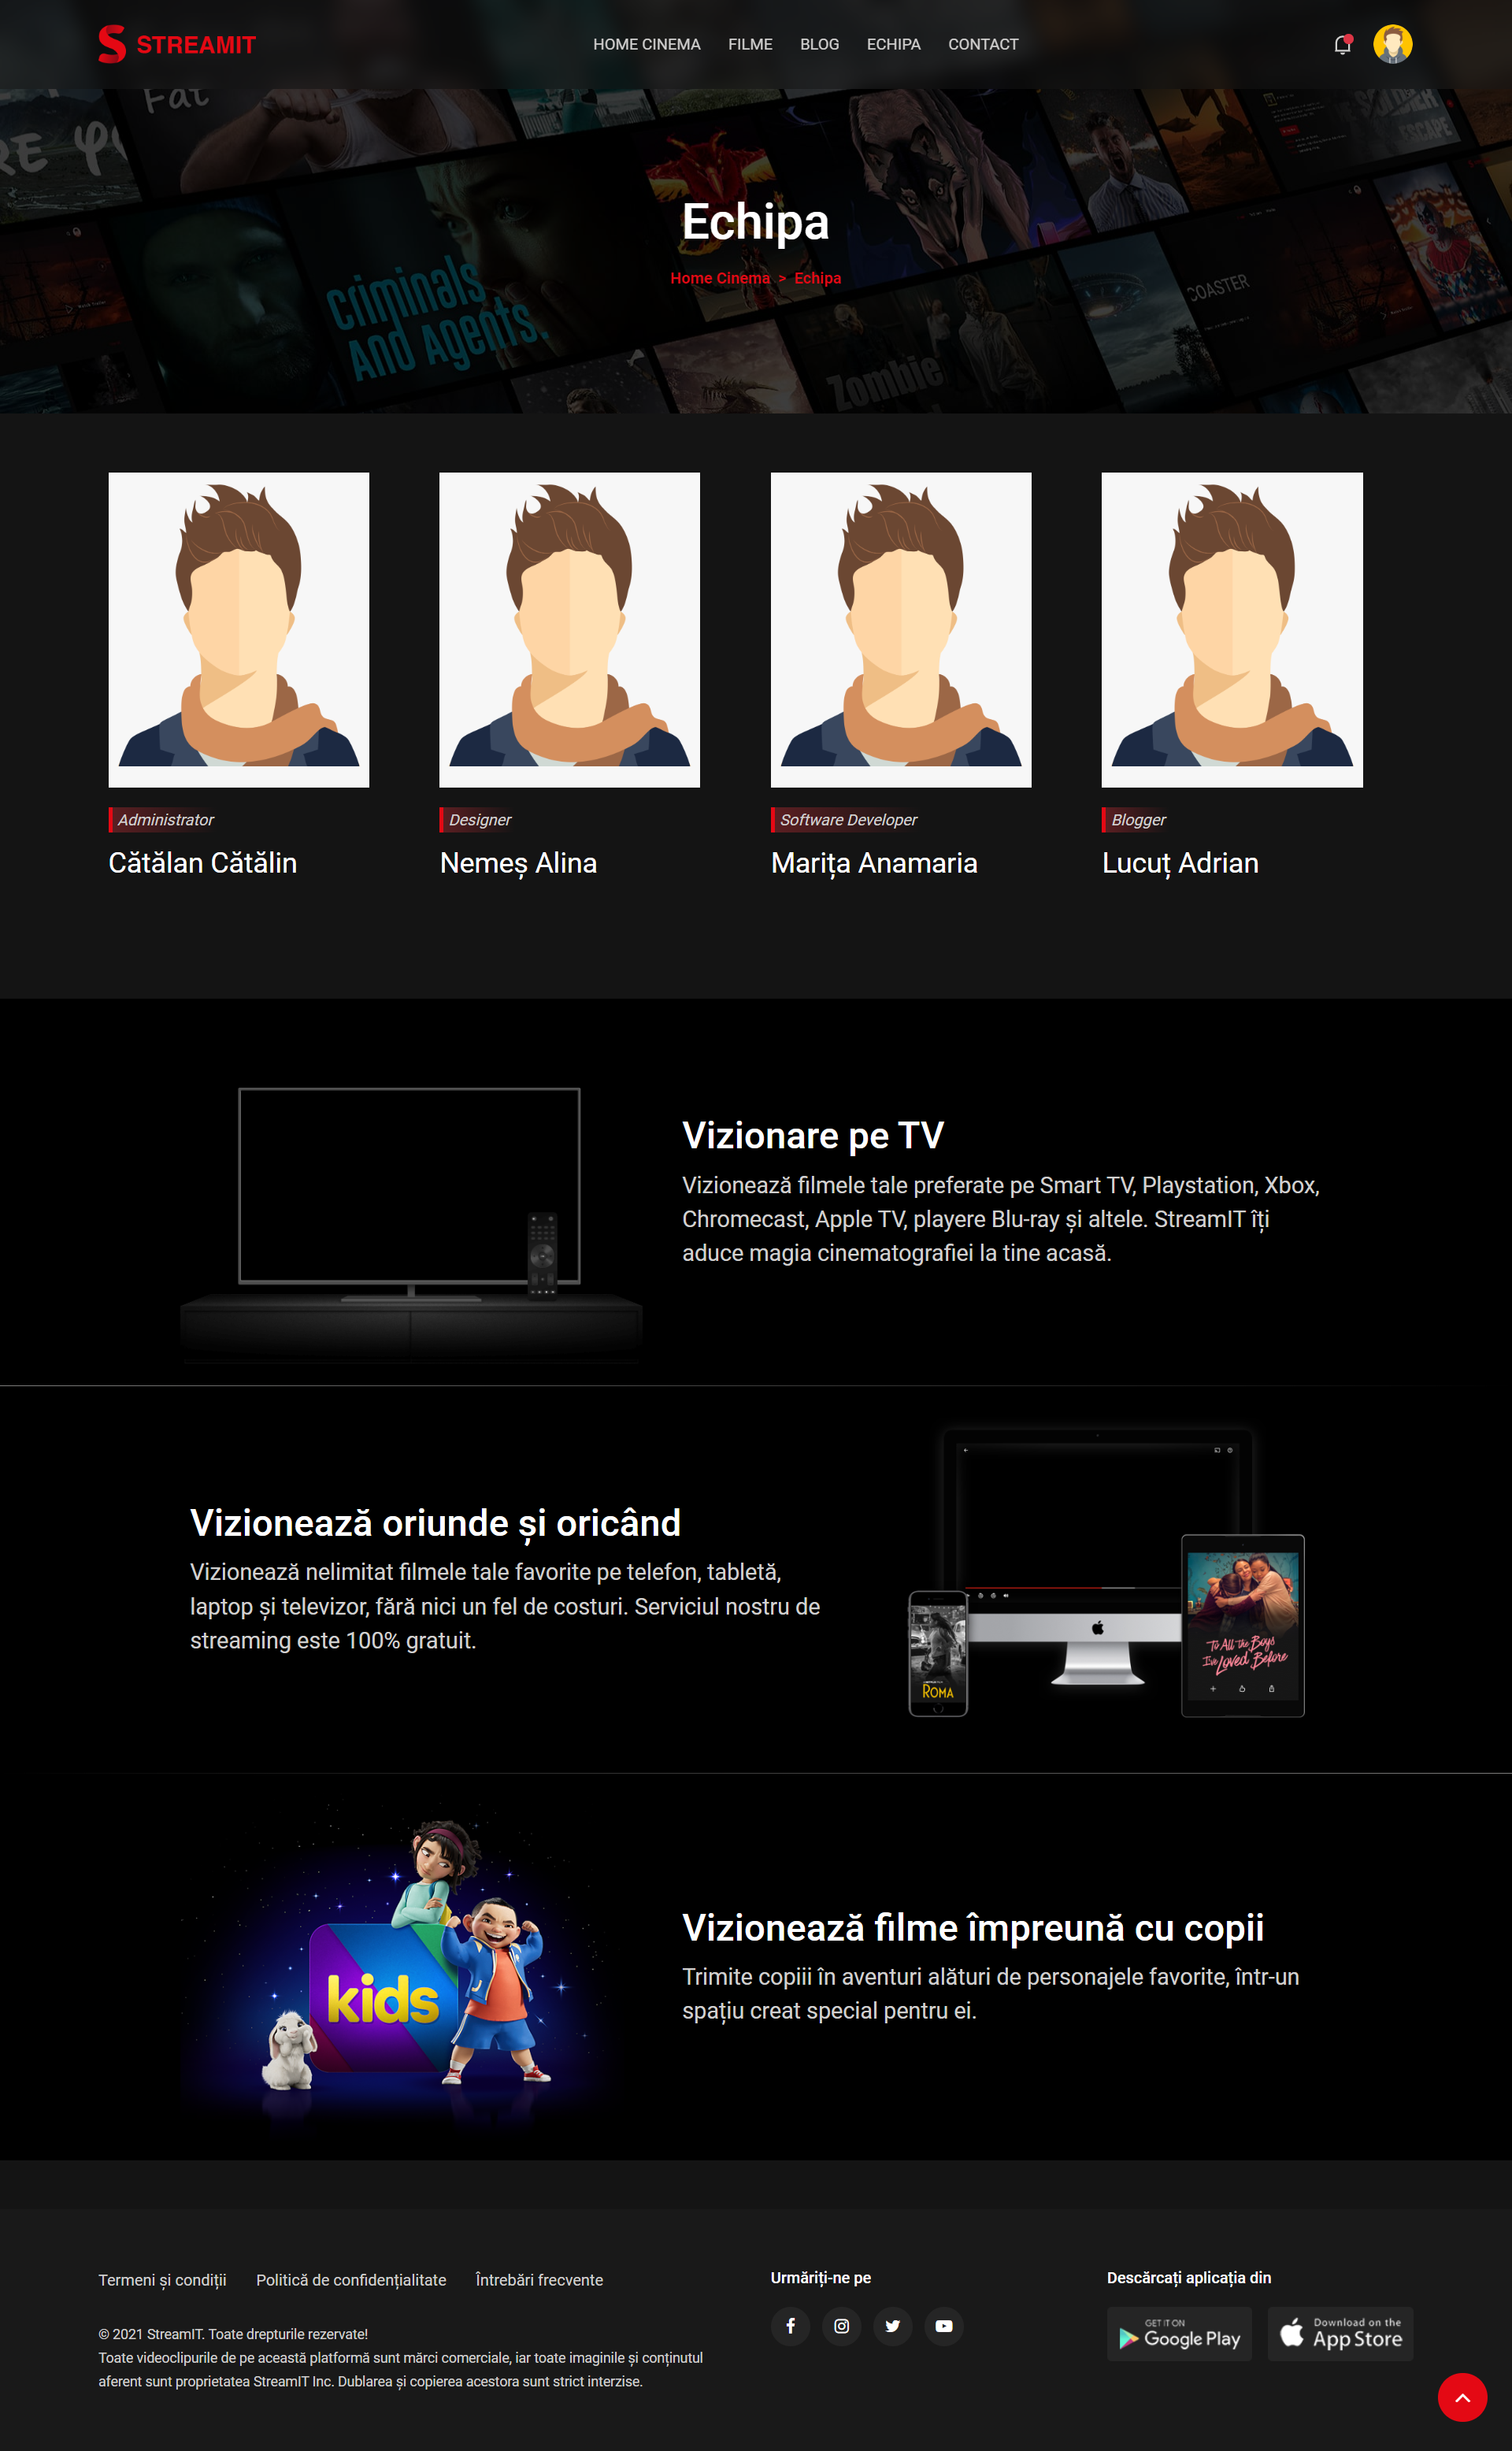 STREAMIT
HOME CINEMA FILME BLOG ECHIPA CONTACT
Fat
Criminals
And Agents.
COASTER
ESCAPE
Zombie
Echipa
Home Cinema > Echipa
Administrator
Cătălan Cătălin
Designer
Nemeș Alina
Software Developer
Marița Anamaria
Blogger
Lucuț Adrian
Vizionare pe TV
Vizionează filmele tale preferate pe Smart TV, Playstation, Xbox,
Chromecast, Apple TV, playere Blu-ray și altele. StreamIT îți
aduce magia cinematografiei la tine acasă.
Vizionează oriunde și oricând
Vizionează nelimitat filmele tale favorite pe telefon, tabletă,
laptop și televizor, fără nici un fel de costuri. Serviciul nostru de
streaming este 100% gratuit.
ROMA
To All the Boys
I've Loved Before
kids
Vizionează filme împreună cu copii
Trimite copiii în aventuri alături de personajele favorite, într-un
spațiu creat special pentru ei.
Termeni și condiții Politică de confidențialitate Întrebări frecvente
© 2021 StreamIT. Toate drepturile rezervate!
Toate videoclipurile de pe această platformă sunt mărci comerciale, iar toate imaginile și conținutul
aferent sunt proprietatea StreamIT Inc. Dublarea și copierea acestora sunt strict interzise.
Urmăriți-ne pe
Descărcați aplicația din
GET IT ON
Google Play
Download on the
App Store